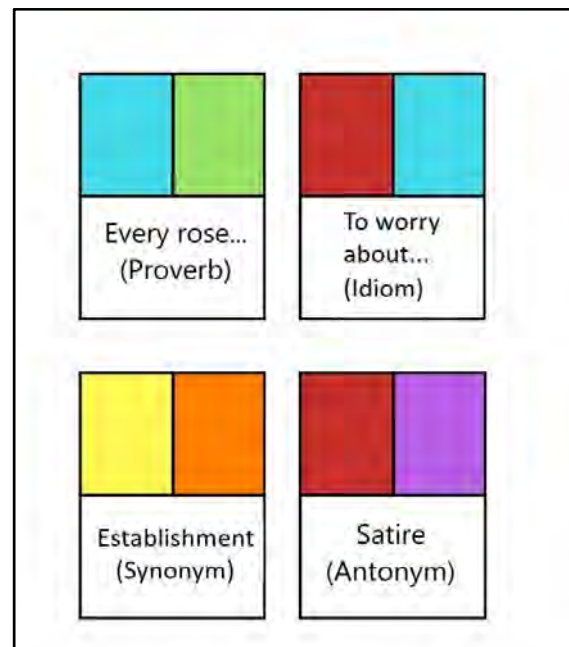 Every rose...
(Proverb)
To worry
about...
(Idiom)
Establishment
(Synonym)
Satire
(Antonym)